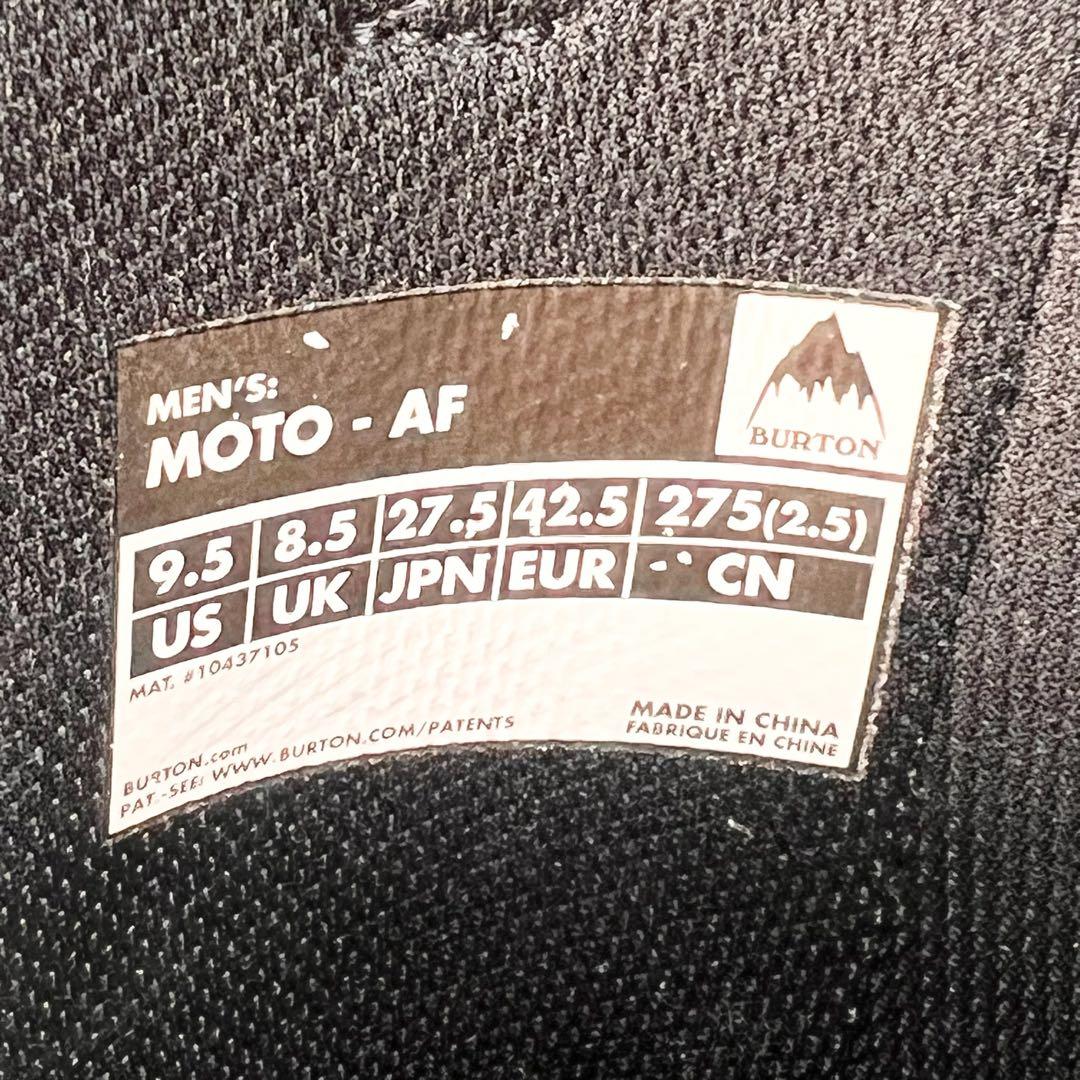 MEN'S:
MOTO - AF
BURTON
9.5 8.5 27.5 42.5 275(2.5)
US UK JPN EUR CN
MAT. #10437105
BURTON.com
PAT.-SEE: WWW.BURTON.COM/PATENTS
MADE IN CHINA
FABRIQUE EN CHINE